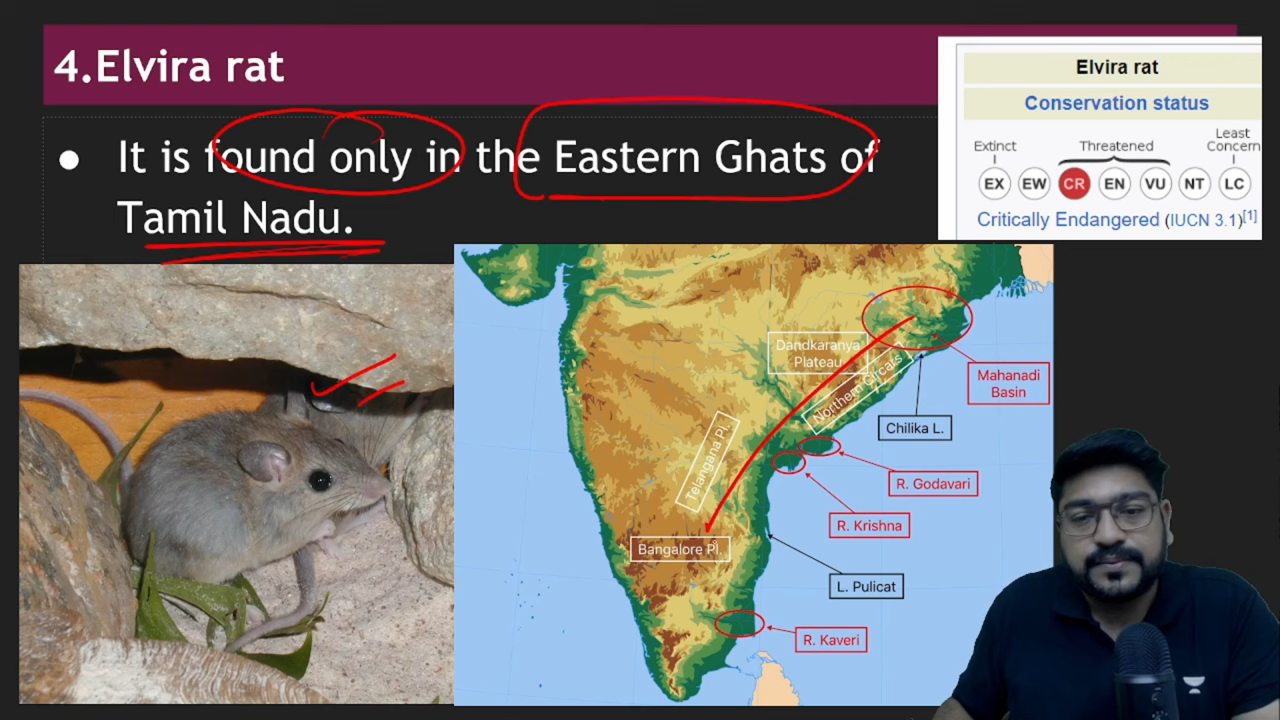 4.Elvira rat
● It is found only in the Eastern Ghats of
Tamil Nadu.
Elvira rat
Conservation status
Extinct
Threatened
Least
Concern
EX EW CR EN VU NT LC
Critically Endangered (IUCN 3.1)[1]
Dandkaranya
Plateau
Northern Circars
Mahanadi
Basin
Chilika L.
Telangana Pl.
R. Godavari
R. Krishna
Bangalore Pl.
L. Pulicat
R. Kaveri